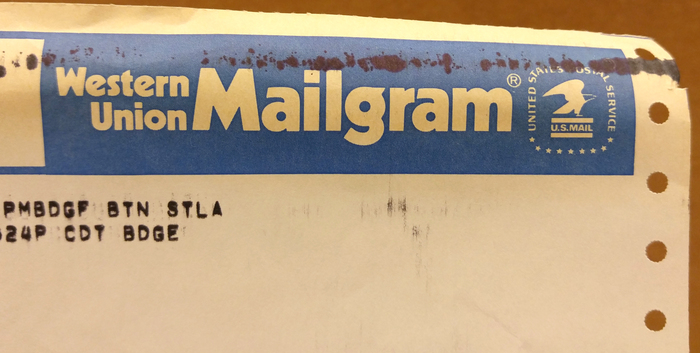 Western
Union
Mailgram®
UNITED STATES POSTAL SERVICE
U.S.MAIL
PMBDGF BTN STLA
24P CDT BDGE